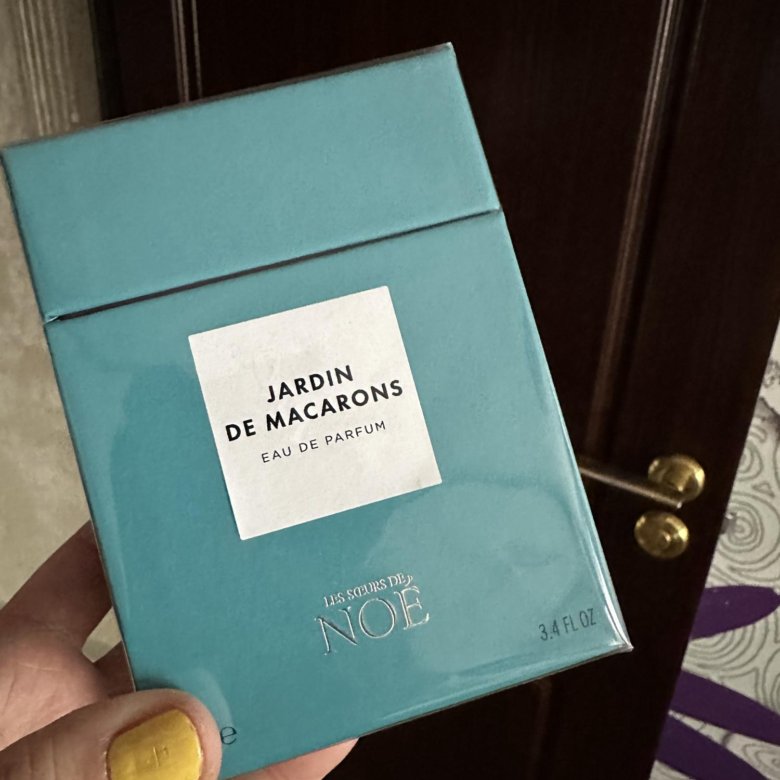 JARDIN
DE MACARONS
EAU DE PARFUM
LES SŒURS DE
NOÉ
3.4 FL OZ
e